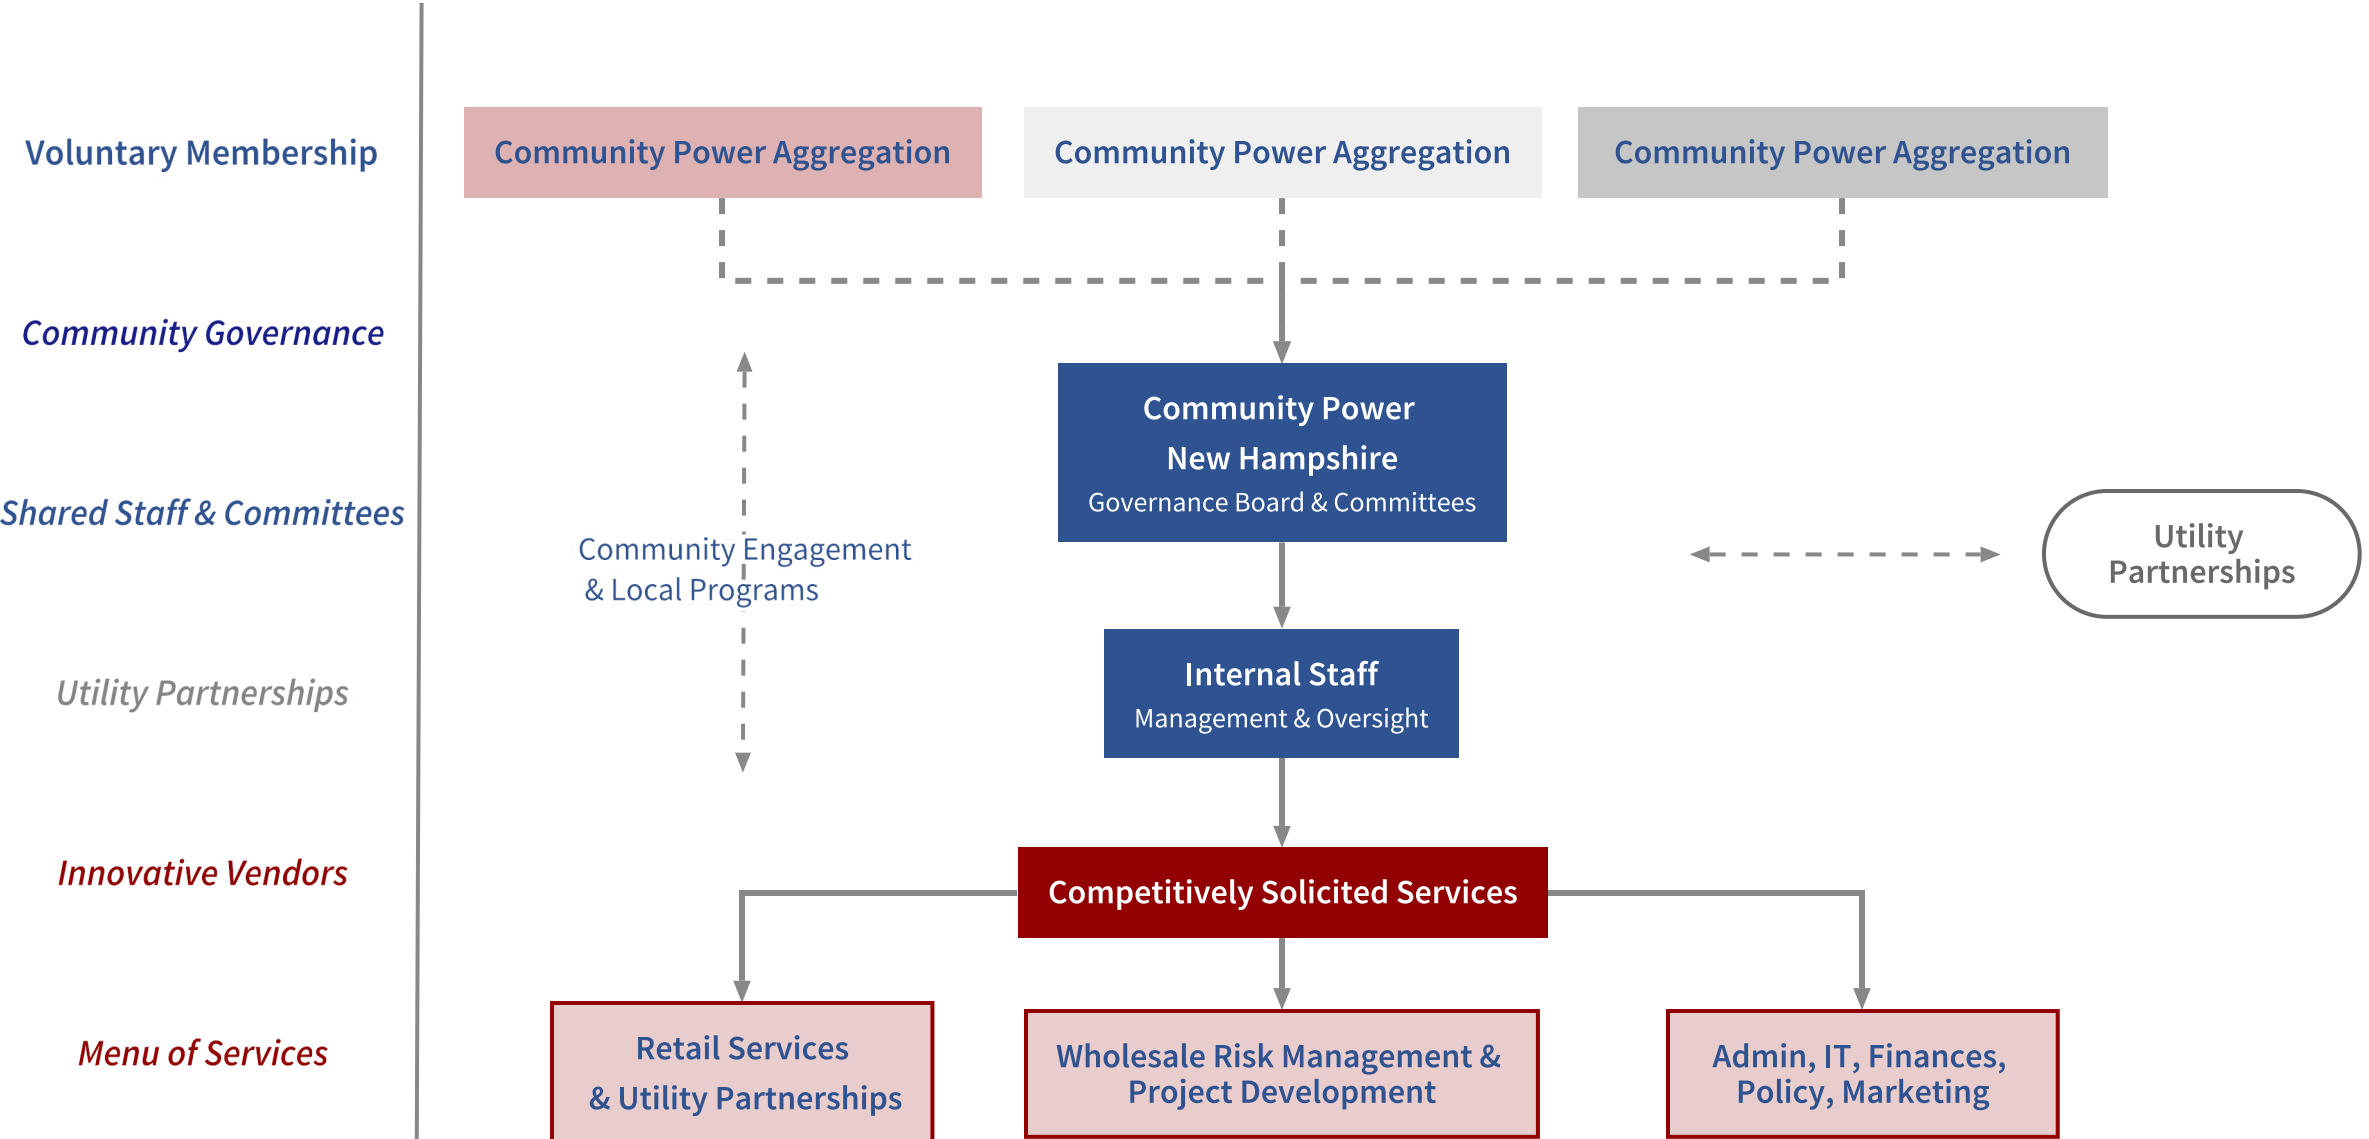 Voluntary Membership
Community Governance
Shared Staff & Committees
Utility Partnerships
Innovative Vendors
Menu of Services
Community Power Aggregation
Community Power Aggregation
Community Power Aggregation
Community Power
New Hampshire
Governance Board & Committees
Community Engagement
& Local Programs
Utility
Partnerships
Internal Staff
Management & Oversight
Competitively Solicited Services
Retail Services
& Utility Partnerships
Wholesale Risk Management &
Project Development
Admin, IT, Finances,
Policy, Marketing